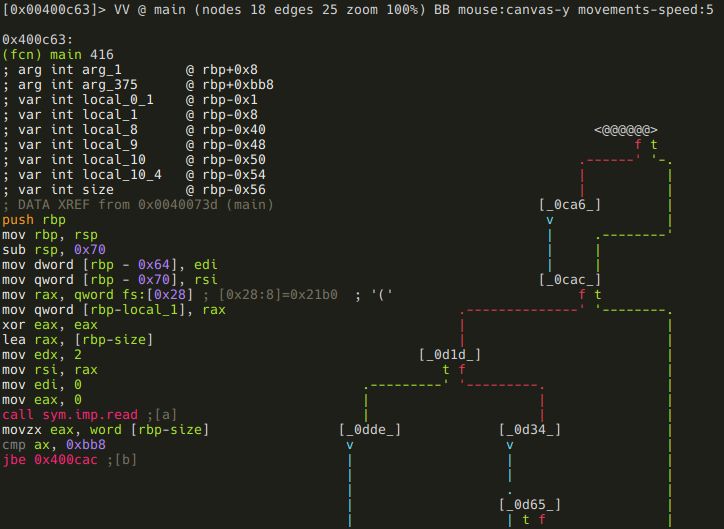 [0x00400c63]> VV @ main (nodes 18 edges 25 zoom 100%) BB mouse:canvas-y movements-speed:5
0x400c63:
(fcn) main 416
; arg int arg_1 @ rbp+0x8
; arg int arg_375 @ rbp+0xbb8
; var int local_0_1 @ rbp-0x1
; var int local_1 @ rbp-0x8
; var int local_8 @ rbp-0x40
; var int local_9 @ rbp-0x48
; var int local_10 @ rbp-0x50
; var int local_10_4 @ rbp-0x54
; var int size @ rbp-0x56
; DATA XREF from 0x0040073d (main)
push rbp
mov rbp, rsp
sub rsp, 0x70
mov dword [rbp - 0x64], edi
mov qword [rbp - 0x70], rsi
mov rax, qword fs:[0x28] ; [0x28:8]=0x21b0 ; '('
mov qword [rbp-local_1], rax
xor eax, eax
lea rax, [rbp-size]
mov edx, 2
mov rsi, rax
mov edi, 0
mov eax, 0
call sym.imp.read ;[a]
movzx eax, word [rbp-size]
cmp ax, 0xbb8
jbe 0x400cac ;[b]
<@@@@@@>
f t
[_0ca6_]
v
[_0cac_]
f t
[_0d1d_]
t f
[_0dde_] [_0d34_]
v v
[_0d65_]
t f